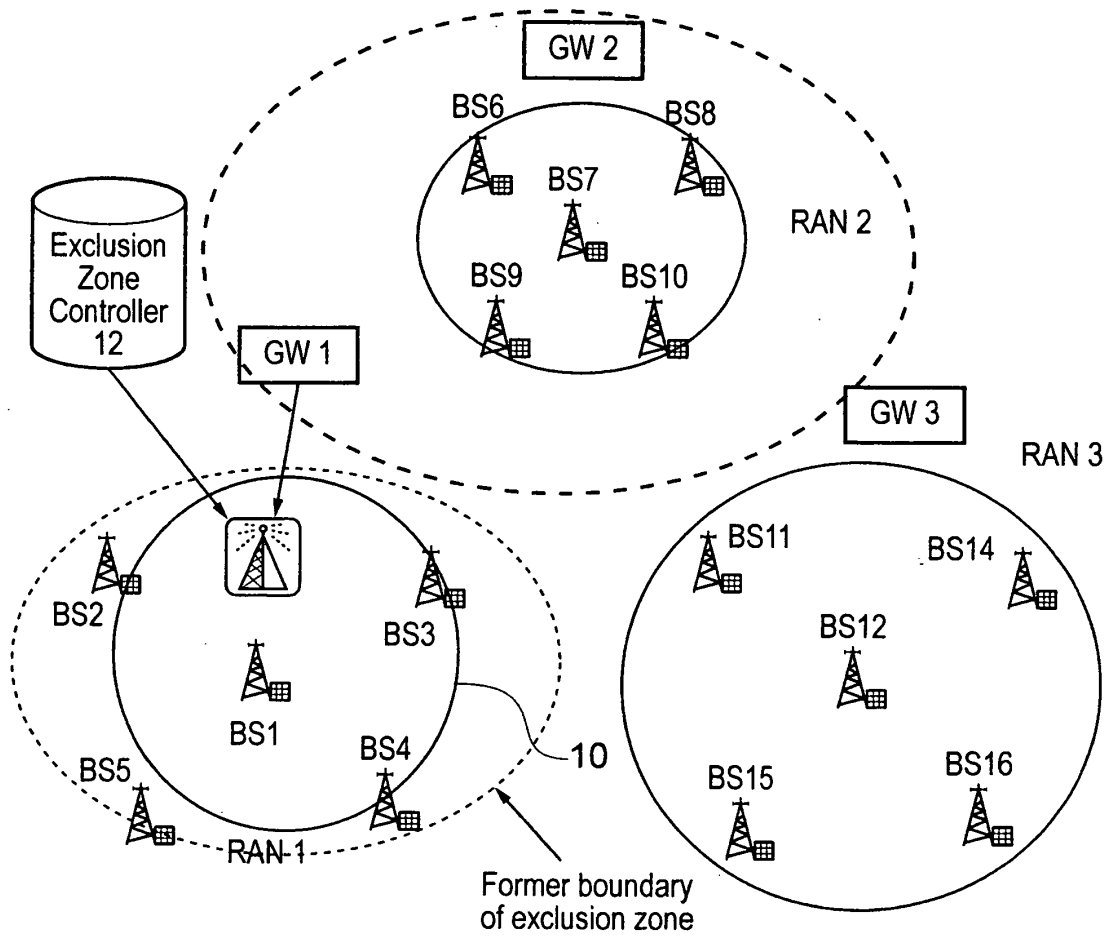 GW 2
BS6
BS8
BS7
RAN 2
Exclusion
Zone
Controller
12
BS9
BS10
GW 1
GW 3
RAN 3
BS11
BS14
BS2
BS3
BS12
BS1
BS4
10
BS5
BS15
BS16
RAN 1
Former boundary
of exclusion zone